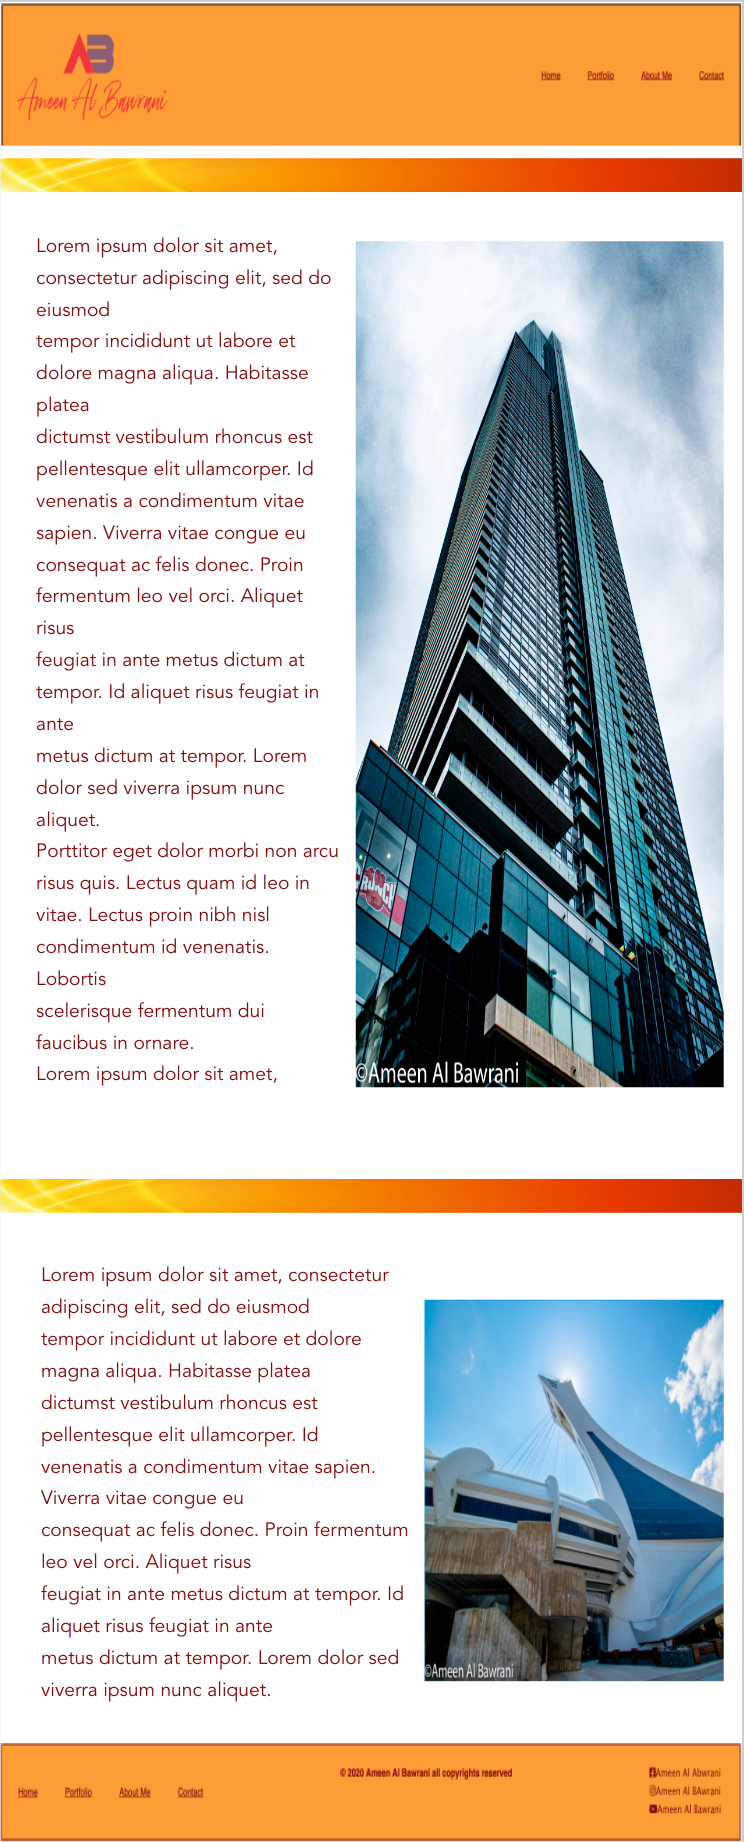 AB
Ameen Al Bawrani
Home Portfolio About Me Contact
Lorem ipsum dolor sit amet,
consectetur adipiscing elit, sed do
eiusmod
tempor incididunt ut labore et
dolore magna aliqua. Habitasse
platea
dictumst vestibulum rhoncus est
pellentesque elit ullamcorper. Id
venenatis a condimentum vitae
sapien. Viverra vitae congue eu
consequat ac felis donec. Proin
fermentum leo vel orci. Aliquet
risus
feugiat in ante metus dictum at
tempor. Id aliquet risus feugiat in
ante
metus dictum at tempor. Lorem
dolor sed viverra ipsum nunc
aliquet.
Porttitor eget dolor morbi non arcu
risus quis. Lectus quam id leo in
vitae. Lectus proin nibh nisl
condimentum id venenatis.
Lobortis
scelerisque fermentum dui
faucibus in ornare.
Lorem ipsum dolor sit amet,
CRUNCH
©Ameen Al Bawrani
Lorem ipsum dolor sit amet, consectetur
adipiscing elit, sed do eiusmod
tempor incididunt ut labore et dolore
magna aliqua. Habitasse platea
dictumst vestibulum rhoncus est
pellentesque elit ullamcorper. Id
venenatis a condimentum vitae sapien.
Viverra vitae congue eu
consequat ac felis donec. Proin fermentum
leo vel orci. Aliquet risus
feugiat in ante metus dictum at tempor. Id
aliquet risus feugiat in ante
metus dictum at tempor. Lorem dolor sed
viverra ipsum nunc aliquet.
©Ameen Al Bawrani
Home Portfolio About Me Contact
© 2020 Ameen Al Bawrani all copyrights reserved
Ameen Al Abwrani
Ameen Al BAwrani
Ameen Al Bawrani